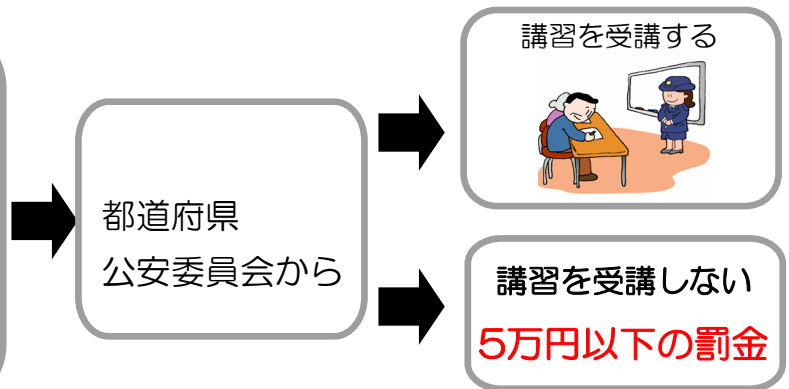 都道府県
公安委員会から
講習を受講する
講習を受講しない
5万円以下の罰金